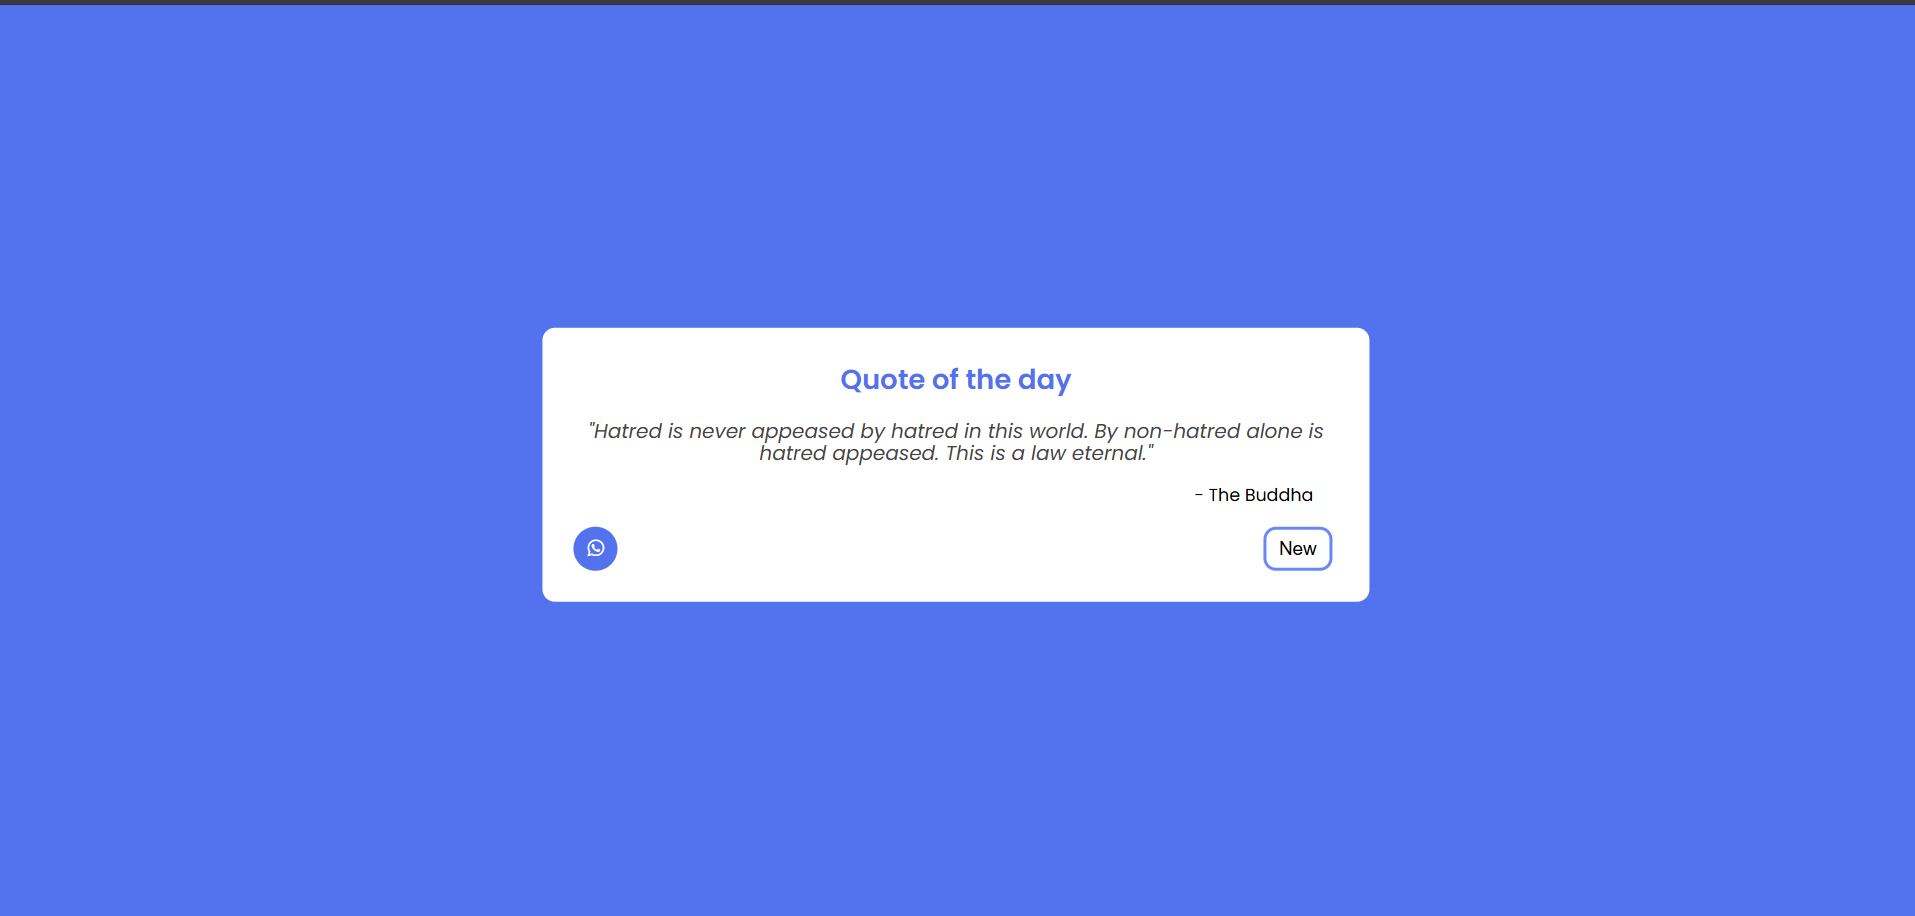 Quote of the day
"Hatred is never appeased by hatred in this world. By non-hatred alone is
hatred appeased. This is a law eternal."
- The Buddha
New